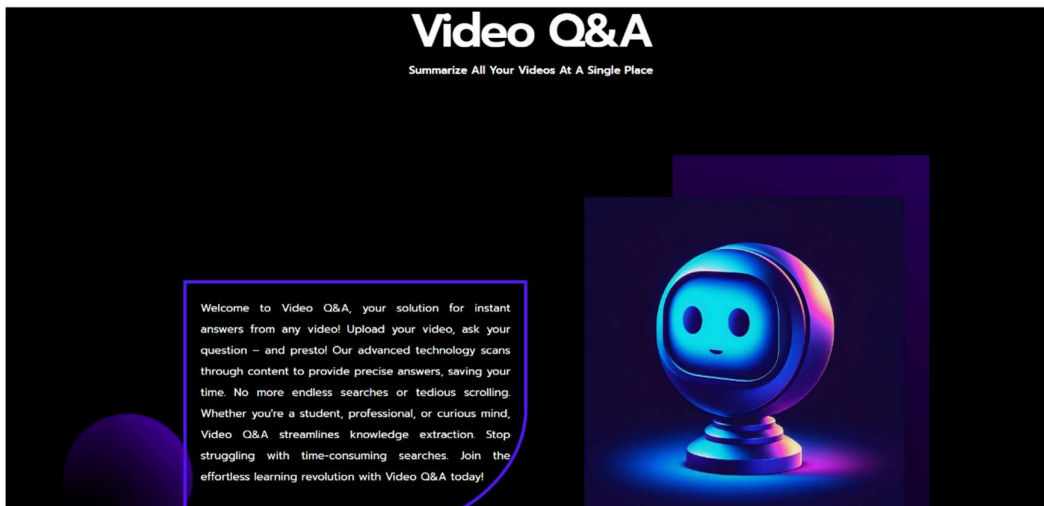 Video Q&A
Summarize All Your Videos At A Single Place
Welcome to Video Q&A, your solution for instant
answers from any video! Upload your video, ask your
question – and presto! Our advanced technology scans
through content to provide precise answers, saving your
time. No more endless searches or tedious scrolling.
Whether you're a student, professional, or curious mind,
Video Q&A streamlines knowledge extraction. Stop
struggling with time-consuming searches. Join the
effortless learning revolution with Video Q&A today!